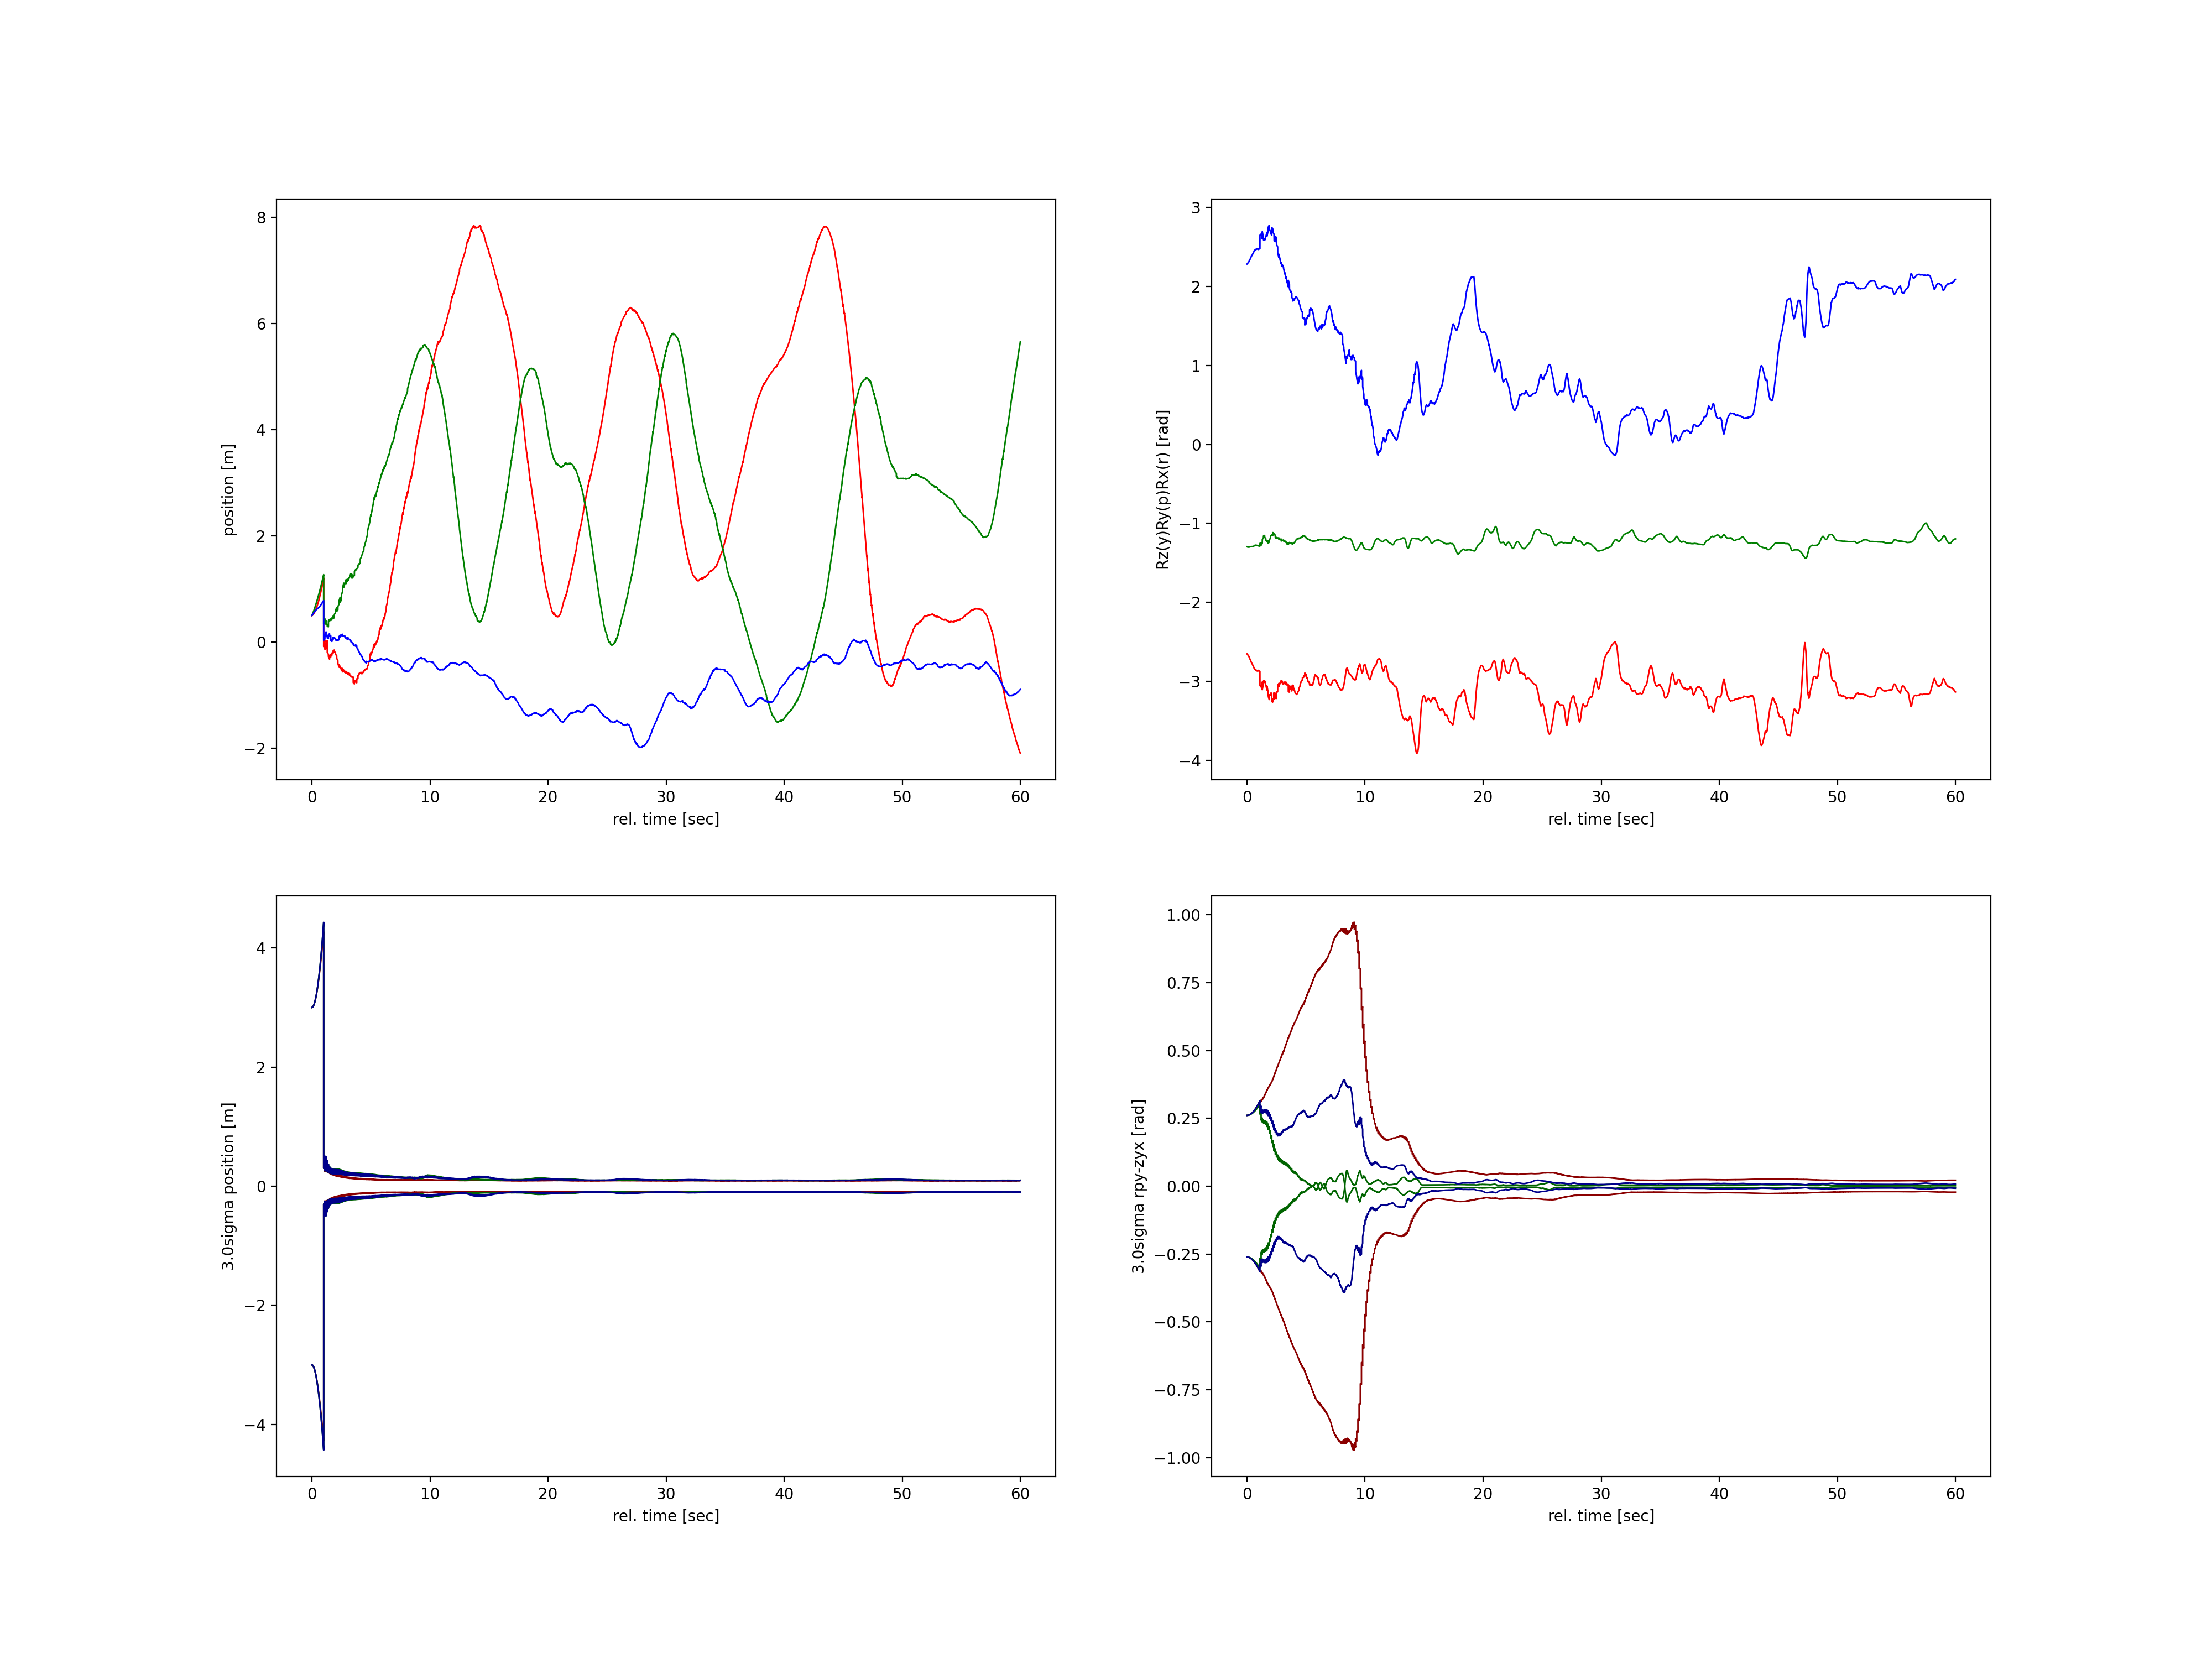 8
6
4
2
0
−2
position [m]
0 10 20 30 40 50 60
rel. time [sec]
3
2
1
0
−1
−2
−3
−4
Rz(y)Ry(p)Rx(r) [rad]
0 10 20 30 40 50 60
rel. time [sec]
4
2
0
−2
−4
3.0sigma position [m]
0 10 20 30 40 50 60
rel. time [sec]
1.00
0.75
0.50
0.25
0.00
−0.25
−0.50
−0.75
−1.00
3.0sigma rpy-zyx [rad]
0 10 20 30 40 50 60
rel. time [sec]